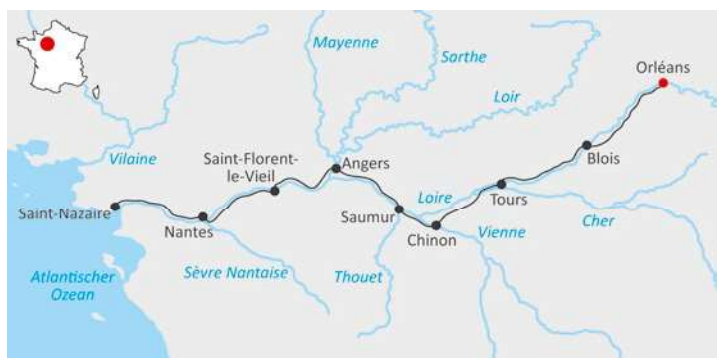 Mayenne
Sarthe
Orléans
Loir
Vilaine
Saint-Florent-
le-Vieil
Angers
Blois
Loire
Tours
Saint-Nazaire
Saumur
Cher
Nantes
Chinon
Vienne
Atlantischer
Ozean
Sèvre Nantaise
Thouet